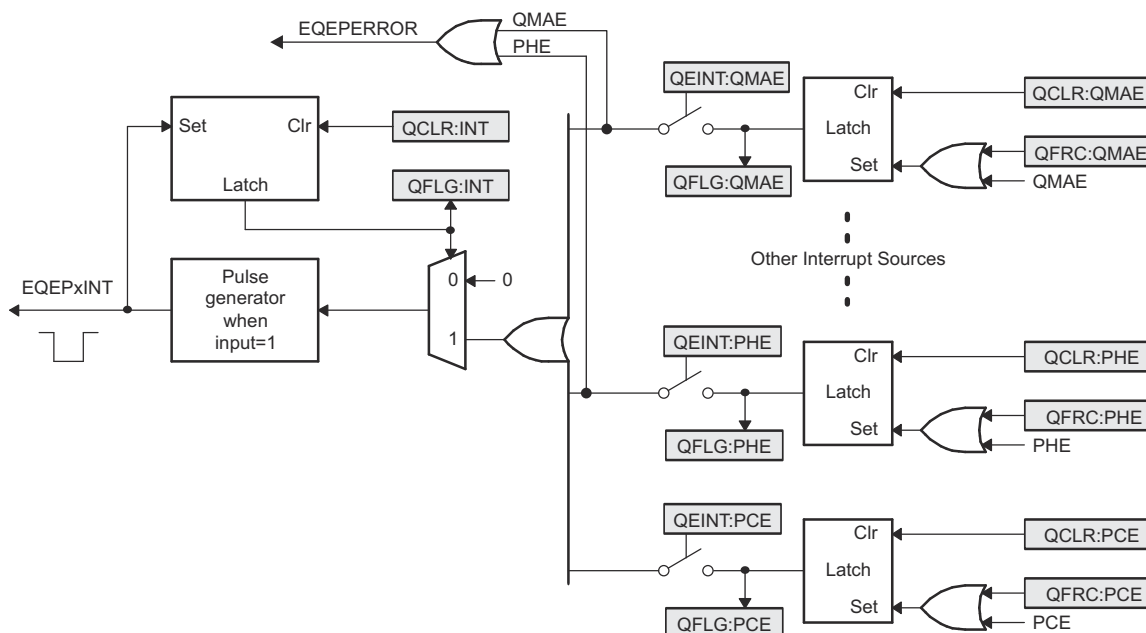 EQEPERROR
QMAE
PHE
Set
Clr
Latch
QCLR:INT
QFLG:INT
EQEPxINT
Pulse
generator
when
input=1
0
0
1
QEINT:QMAE
QFLG:QMAE
Clr
Latch
Set
QCLR:QMAE
QFRC:QMAE
QMAE
Other Interrupt Sources
QEINT:PHE
QFLG:PHE
Clr
Latch
Set
QCLR:PHE
QFRC:PHE
PHE
QEINT:PCE
QFLG:PCE
Clr
Latch
Set
QCLR:PCE
QFRC:PCE
PCE